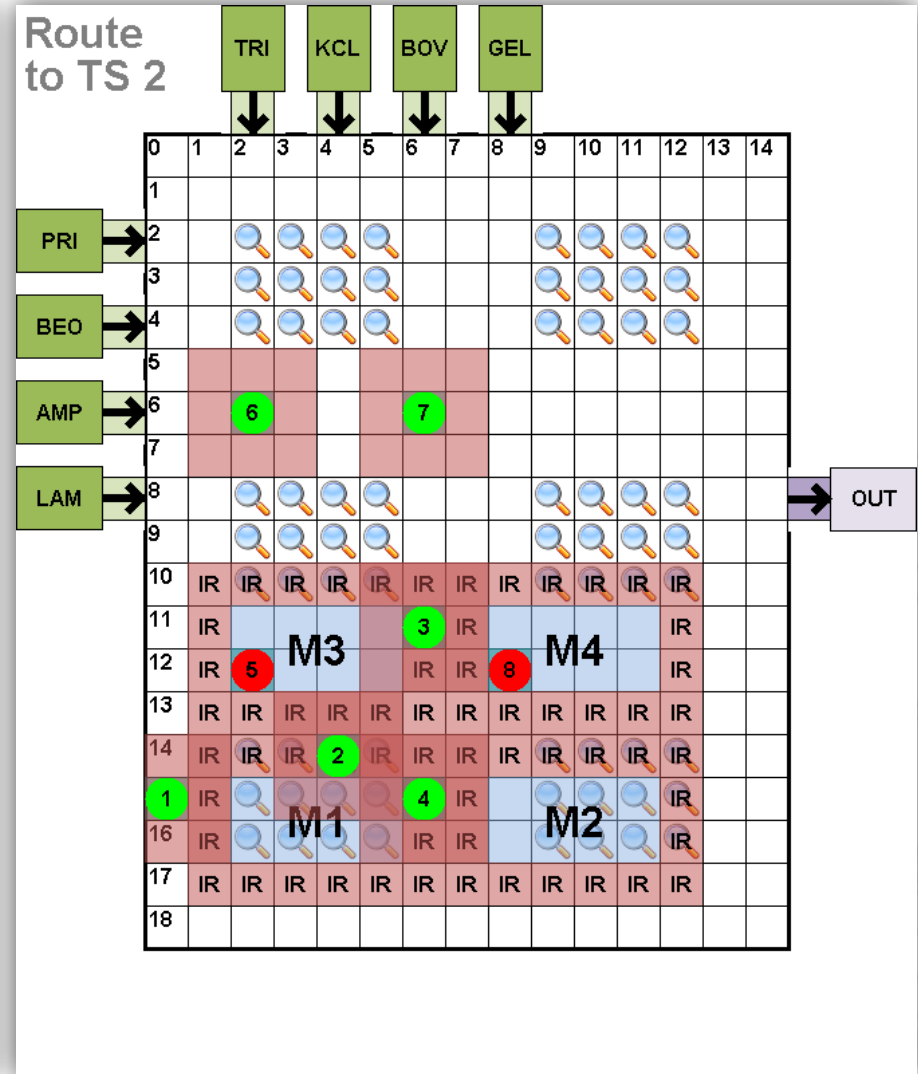 Route
to TS 2
TRI KCL BOV GEL
0 1 2 3 4 5 6 7 8 9 10 11 12 13 14
1
PRI 2
3
BEO 4
5
AMP 6 6 7
7
LAM 8 OUT
9
10 IR IR IR IR IR IR IR IR IR IR IR IR
11 IR 3 IR IR
M3 M4
12 IR 5 IR IR 8 IR
13 IR IR IR IR IR IR IR IR IR IR IR IR
14 IR IR IR 2 IR IR IR IR IR IR IR IR
1 IR 4 IR IR
M1 M2
16 IR IR IR IR
17 IR IR IR IR IR IR IR IR IR IR IR IR
18